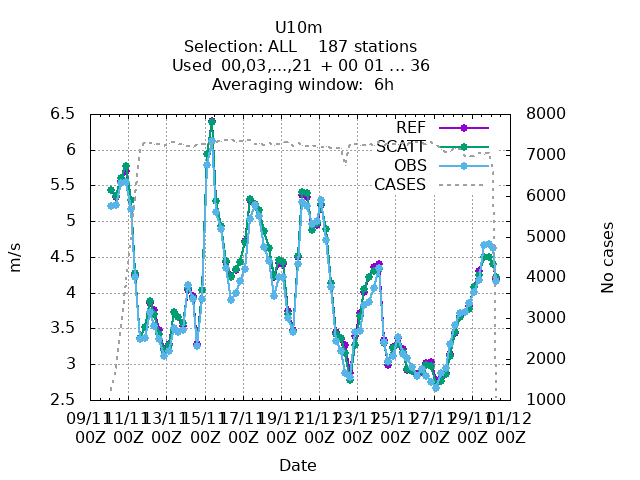 U10m
Selection: ALL 187 stations
Used 00,03,...,21 + 00 01 ... 36
Averaging window: 6h
6.5
6
5.5
5
4.5
4
3.5
3
2.5
m/s
REF
SCATT
OBS
CASES
8000
7000
6000
5000
4000
3000
2000
1000
No cases
09/11 11/11 13/11 15/11 17/11 19/11 21/11 23/11 25/11 27/11 29/11 01/12
00Z 00Z 00Z 00Z 00Z 00Z 00Z 00Z 00Z 00Z 00Z 00Z
Date